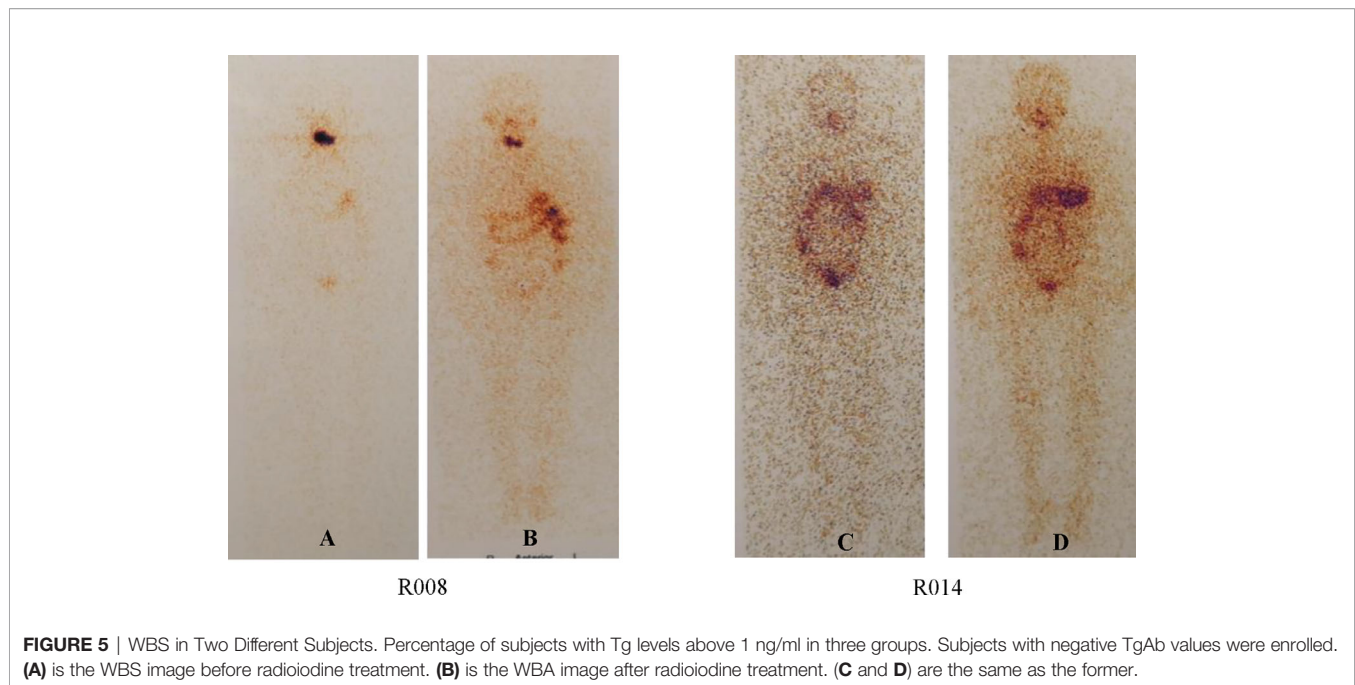 A
B
C
D
R008
R014
FIGURE 5 | WBS in Two Different Subjects. Percentage of subjects with Tg levels above 1 ng/ml in three groups. Subjects with negative TgAb values were enrolled.
(A) is the WBS image before radioiodine treatment. (B) is the WBA image after radioiodine treatment. (C and D) are the same as the former.